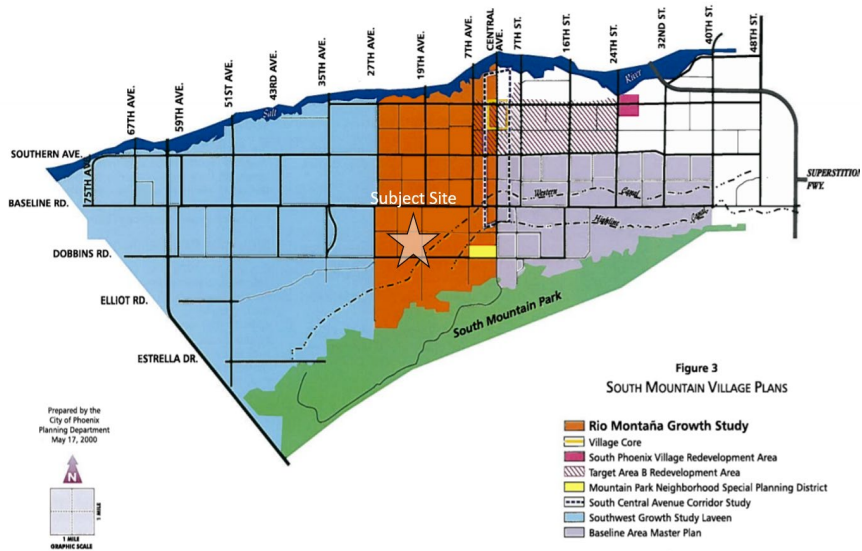 67TH AVE.
59TH AVE.
51ST AVE.
43RD AVE.
35TH AVE.
27TH AVE.
19TH AVE.
7TH AVE.
CENTRAL
AVE.
7TH ST.
16TH ST.
24TH ST.
32ND ST.
40TH ST.
48TH ST.
Salt
River
SOUTHERN AVE.
75TH AVE.
SUPERSTITION
FWY.
BASELINE RD.
Subject Site
Western
Canal
Highline
DOBBINS RD.
ELLIOT RD.
South Mountain Park
ESTRELLA DR.
Figure 3
SOUTH MOUNTAIN VILLAGE PLANS
Rio Montaña Growth Study
Village Core
South Phoenix Village Redevelopment Area
Target Area B Redevelopment Area
Mountain Park Neighborhood Special Planning District
South Central Avenue Corridor Study
Southwest Growth Study Laveen
Baseline Area Master Plan
Prepared by the
City of Phoenix
Planning Department
May 17, 2000
N
1 MILE
1 MILE
GRAPHIC SCALE